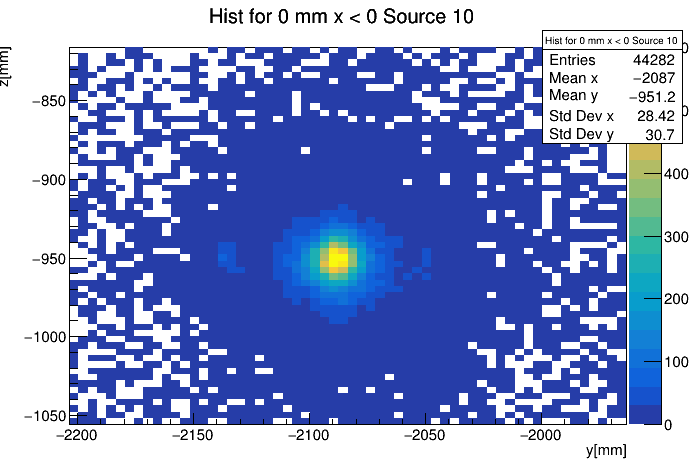 Hist for 0 mm x < 0 Source 10
z[mm]
Hist for 0 mm x < 0 Source 10
Entries 44282
Mean x −2087
Mean y −951.2
Std Dev x 28.42
Std Dev y 30.7
−850
−900
−950
−1000
−1050
400
300
200
100
0
−2200 −2150 −2100 −2050 −2000
y[mm]